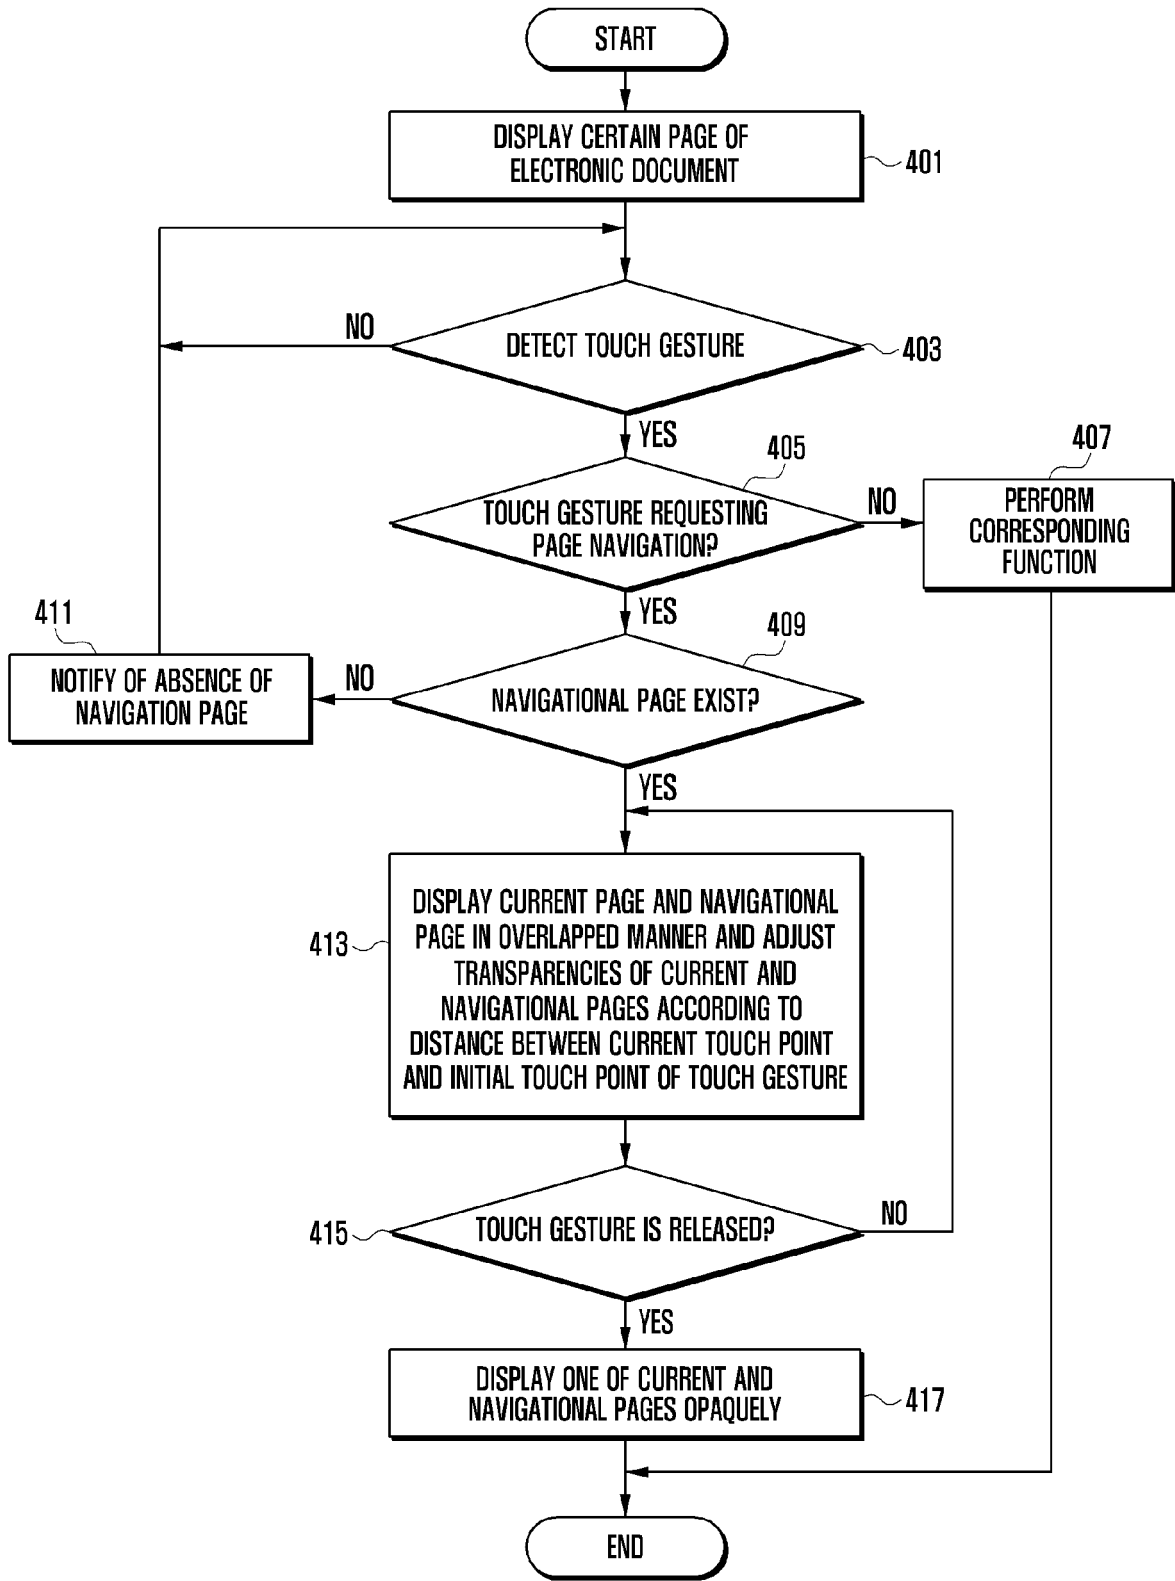 START
DISPLAY CERTAIN PAGE OF
ELECTRONIC DOCUMENT
401
NO
DETECT TOUCH GESTURE
403
YES
405
407
TOUCH GESTURE REQUESTING
PAGE NAVIGATION?
NO
PERFORM
CORRESPONDING
FUNCTION
YES
411
409
NOTIFY OF ABSENCE OF
NAVIGATION PAGE
NO
NAVIGATIONAL PAGE EXIST?
YES
413
DISPLAY CURRENT PAGE AND NAVIGATIONAL
PAGE IN OVERLAPPED MANNER AND ADJUST
TRANSPARENCIES OF CURRENT AND
NAVIGATIONAL PAGES ACCORDING TO
DISTANCE BETWEEN CURRENT TOUCH POINT
AND INITIAL TOUCH POINT OF TOUCH GESTURE
415
TOUCH GESTURE IS RELEASED?
NO
YES
DISPLAY ONE OF CURRENT AND
NAVIGATIONAL PAGES OPAQUELY
417
END